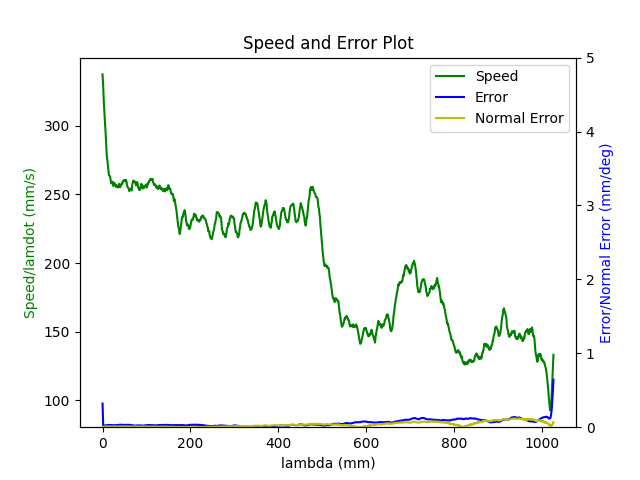 Speed and Error Plot
Speed
Error
Normal Error
Speed/lamdot (mm/s)
300
250
200
150
100
5
4
3
2
1
0
Error/Normal Error (mm/deg)
0 200 400 600 800 1000
lambda (mm)